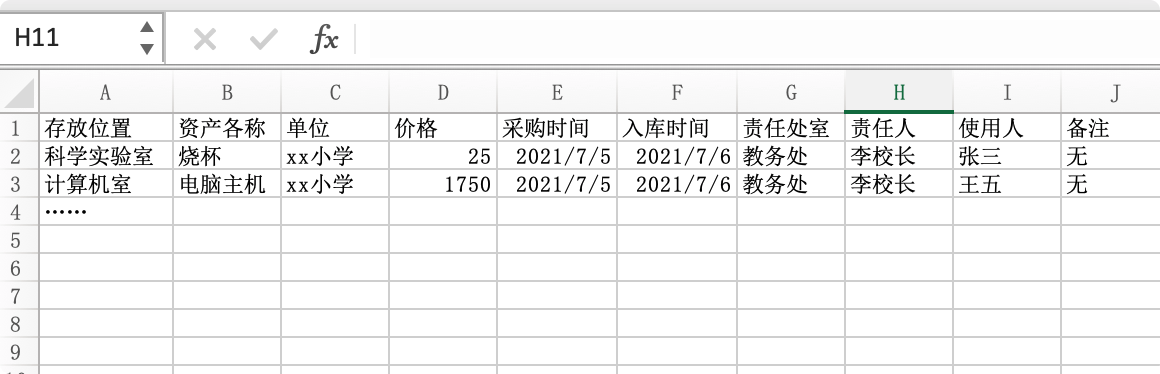 H11 fx
A B C D E F G H I J
1 存放位置 资产各称 单位 价格 采购时间 入库时间 责任处室 责任人 使用人 备注
2 科学实验室 烧杯 xx小学 25 2021/7/5 2021/7/6 教务处 李校长 张三 无
3 计算机室 电脑主机 xx小学 1750 2021/7/5 2021/7/6 教务处 李校长 王五 无
4 ……
5
6
7
8
9